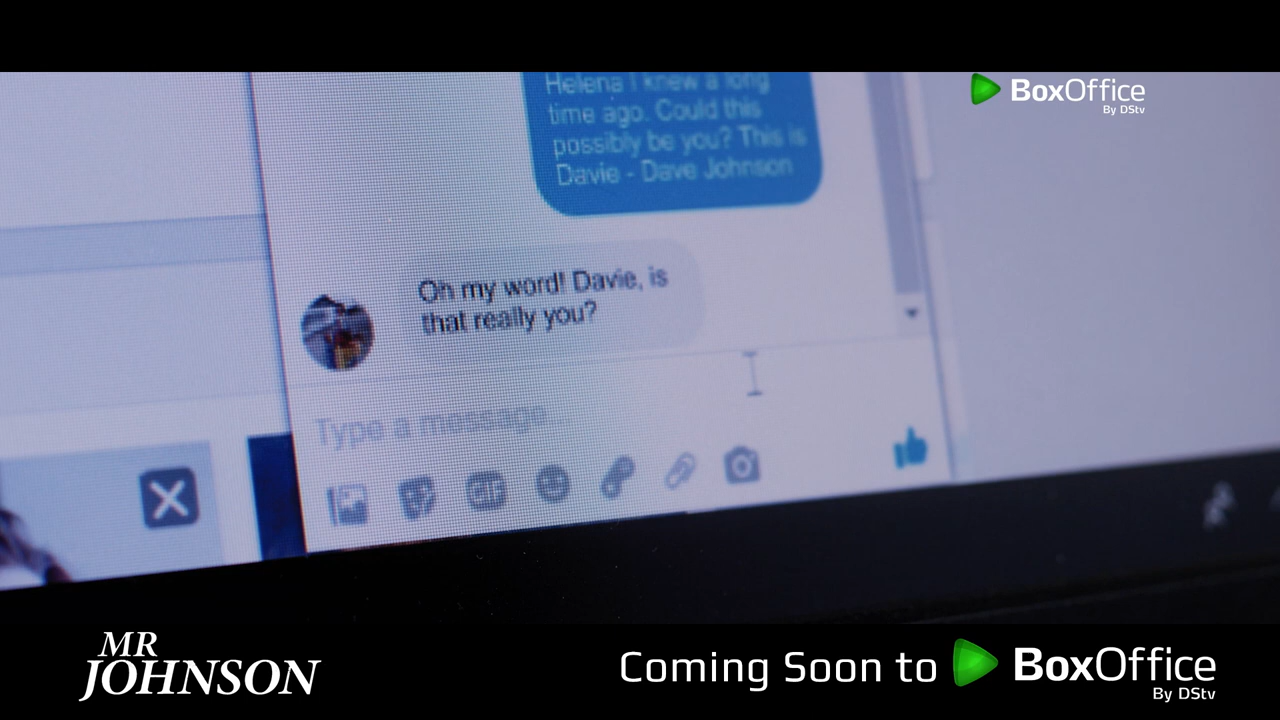 BoxOffice
By DStv
Helena I knew a long
time ago. Could this
possibly be you? This is
Davie - Dave Johnson
Oh my word! Davie, is
that really you?
Type a message...
GIF
MR
JOHNSON
Coming Soon to BoxOffice
By DStv